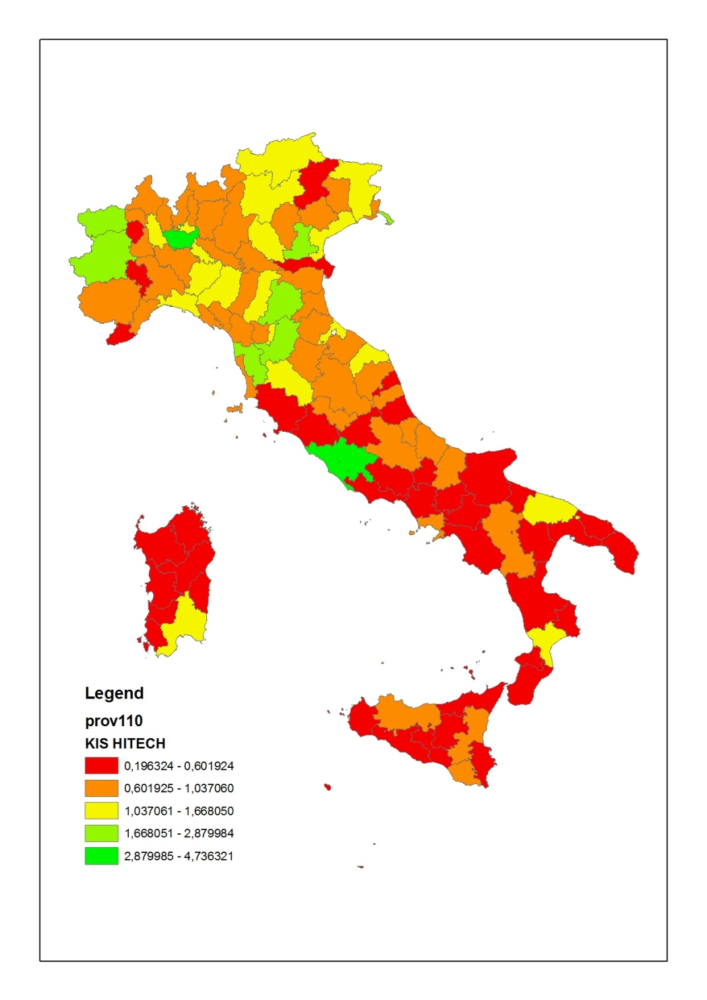 Legend
prov110
KIS HITECH
0,196324 - 0,601924
0,601925 - 1,037060
1,037061 - 1,668050
1,668051 - 2,879984
2,879985 - 4,736321